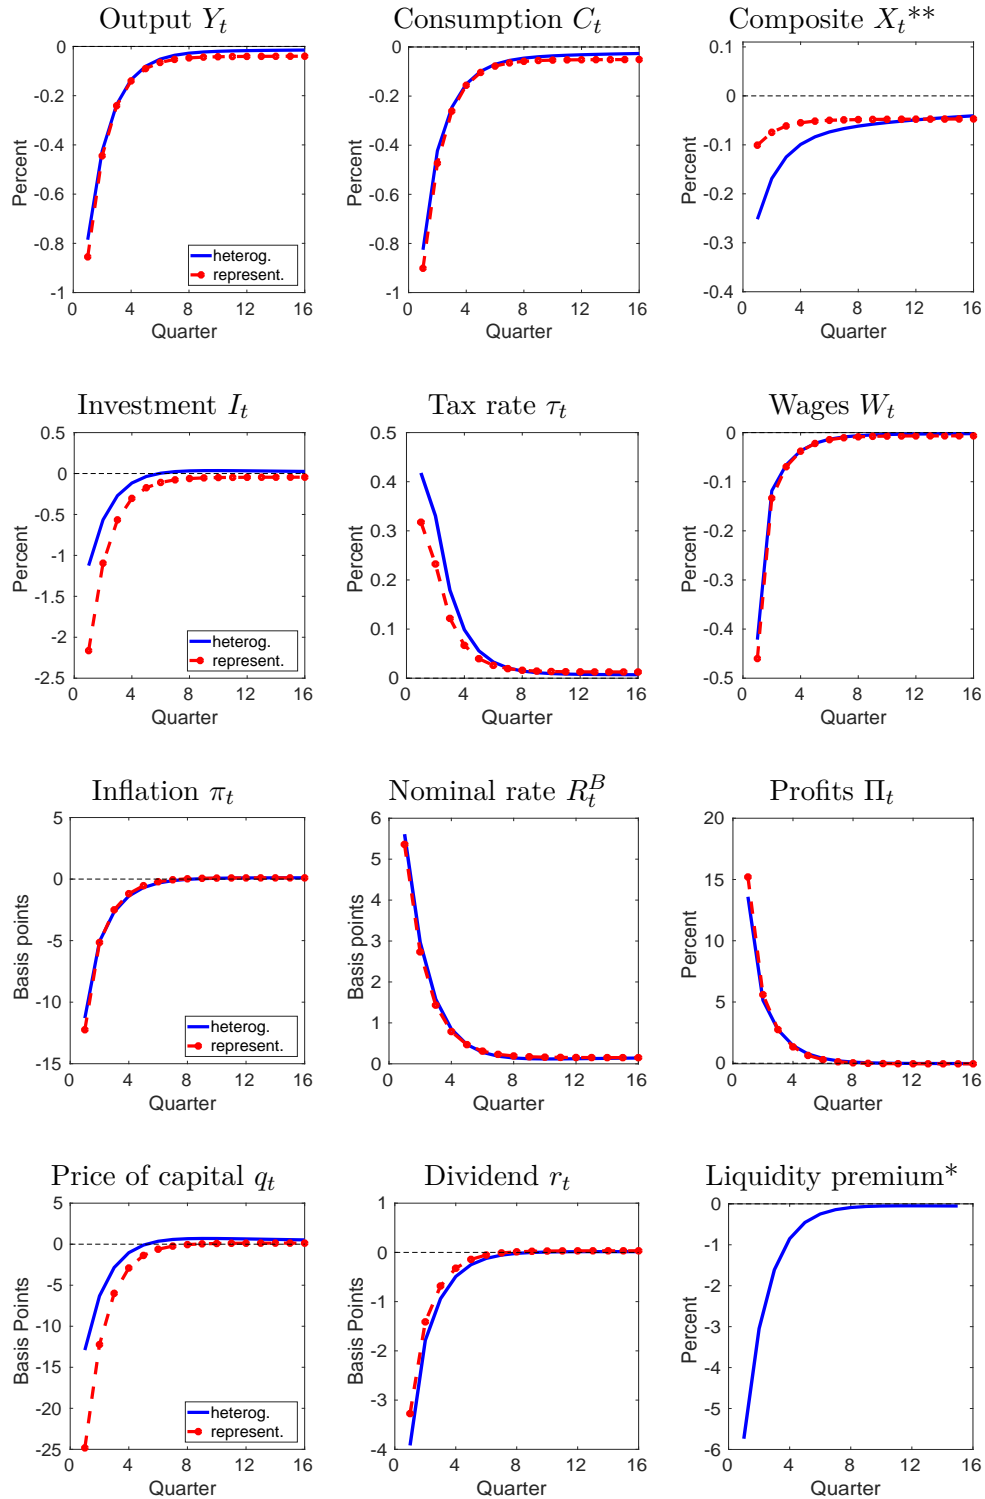 Output Y_t
Consumption C_t
Composite X_t**
0
-0.2
-0.4
-0.6
-0.8
-1
Percent
heterog.
represent.
0 4 8 12 16
Quarter
0
-0.2
-0.4
-0.6
-0.8
-1
Percent
0 4 8 12 16
Quarter
0.1
0
-0.1
-0.2
-0.3
-0.4
Percent
0 4 8 12 16
Quarter
Investment I_t
Tax rate τ_t
Wages W_t
0.5
0
-0.5
-1
-1.5
-2
-2.5
Percent
heterog.
represent.
0 4 8 12 16
Quarter
0.5
0.4
0.3
0.2
0.1
0
Percent
0 4 8 12 16
Quarter
0
-0.1
-0.2
-0.3
-0.4
-0.5
Percent
0 4 8 12 16
Quarter
Inflation π_t
Nominal rate R_t^B
Profits Π_t
5
0
-5
-10
-15
Basis points
heterog.
represent.
0 4 8 12 16
Quarter
6
5
4
3
2
1
0
Basis points
0 4 8 12 16
Quarter
20
15
10
5
0
Percent
0 4 8 12 16
Quarter
Price of capital q_t
Dividend r_t
Liquidity premium*
5
0
-5
-10
-15
-20
-25
Basis Points
heterog.
represent.
0 4 8 12 16
Quarter
1
0
-1
-2
-3
-4
Basis Points
0 4 8 12 16
Quarter
0
-1
-2
-3
-4
-5
-6
Percent
0 4 8 12 16
Quarter